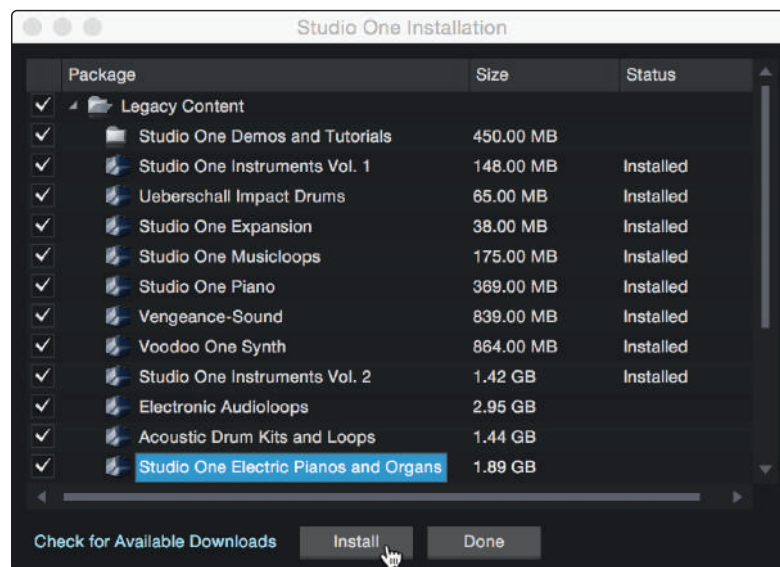 Studio One Installation
Package Size Status
Legacy Content
Studio One Demos and Tutorials 450.00 MB
Studio One Instruments Vol. 1 148.00 MB Installed
Ueberschall Impact Drums 65.00 MB Installed
Studio One Expansion 38.00 MB Installed
Studio One Musicloops 175.00 MB Installed
Studio One Piano 369.00 MB Installed
Vengeance-Sound 839.00 MB Installed
Voodoo One Synth 864.00 MB Installed
Studio One Instruments Vol. 2 1.42 GB Installed
Electronic Audioloops 2.95 GB
Acoustic Drum Kits and Loops 1.44 GB
Studio One Electric Pianos and Organs 1.89 GB
Check for Available Downloads Install Done